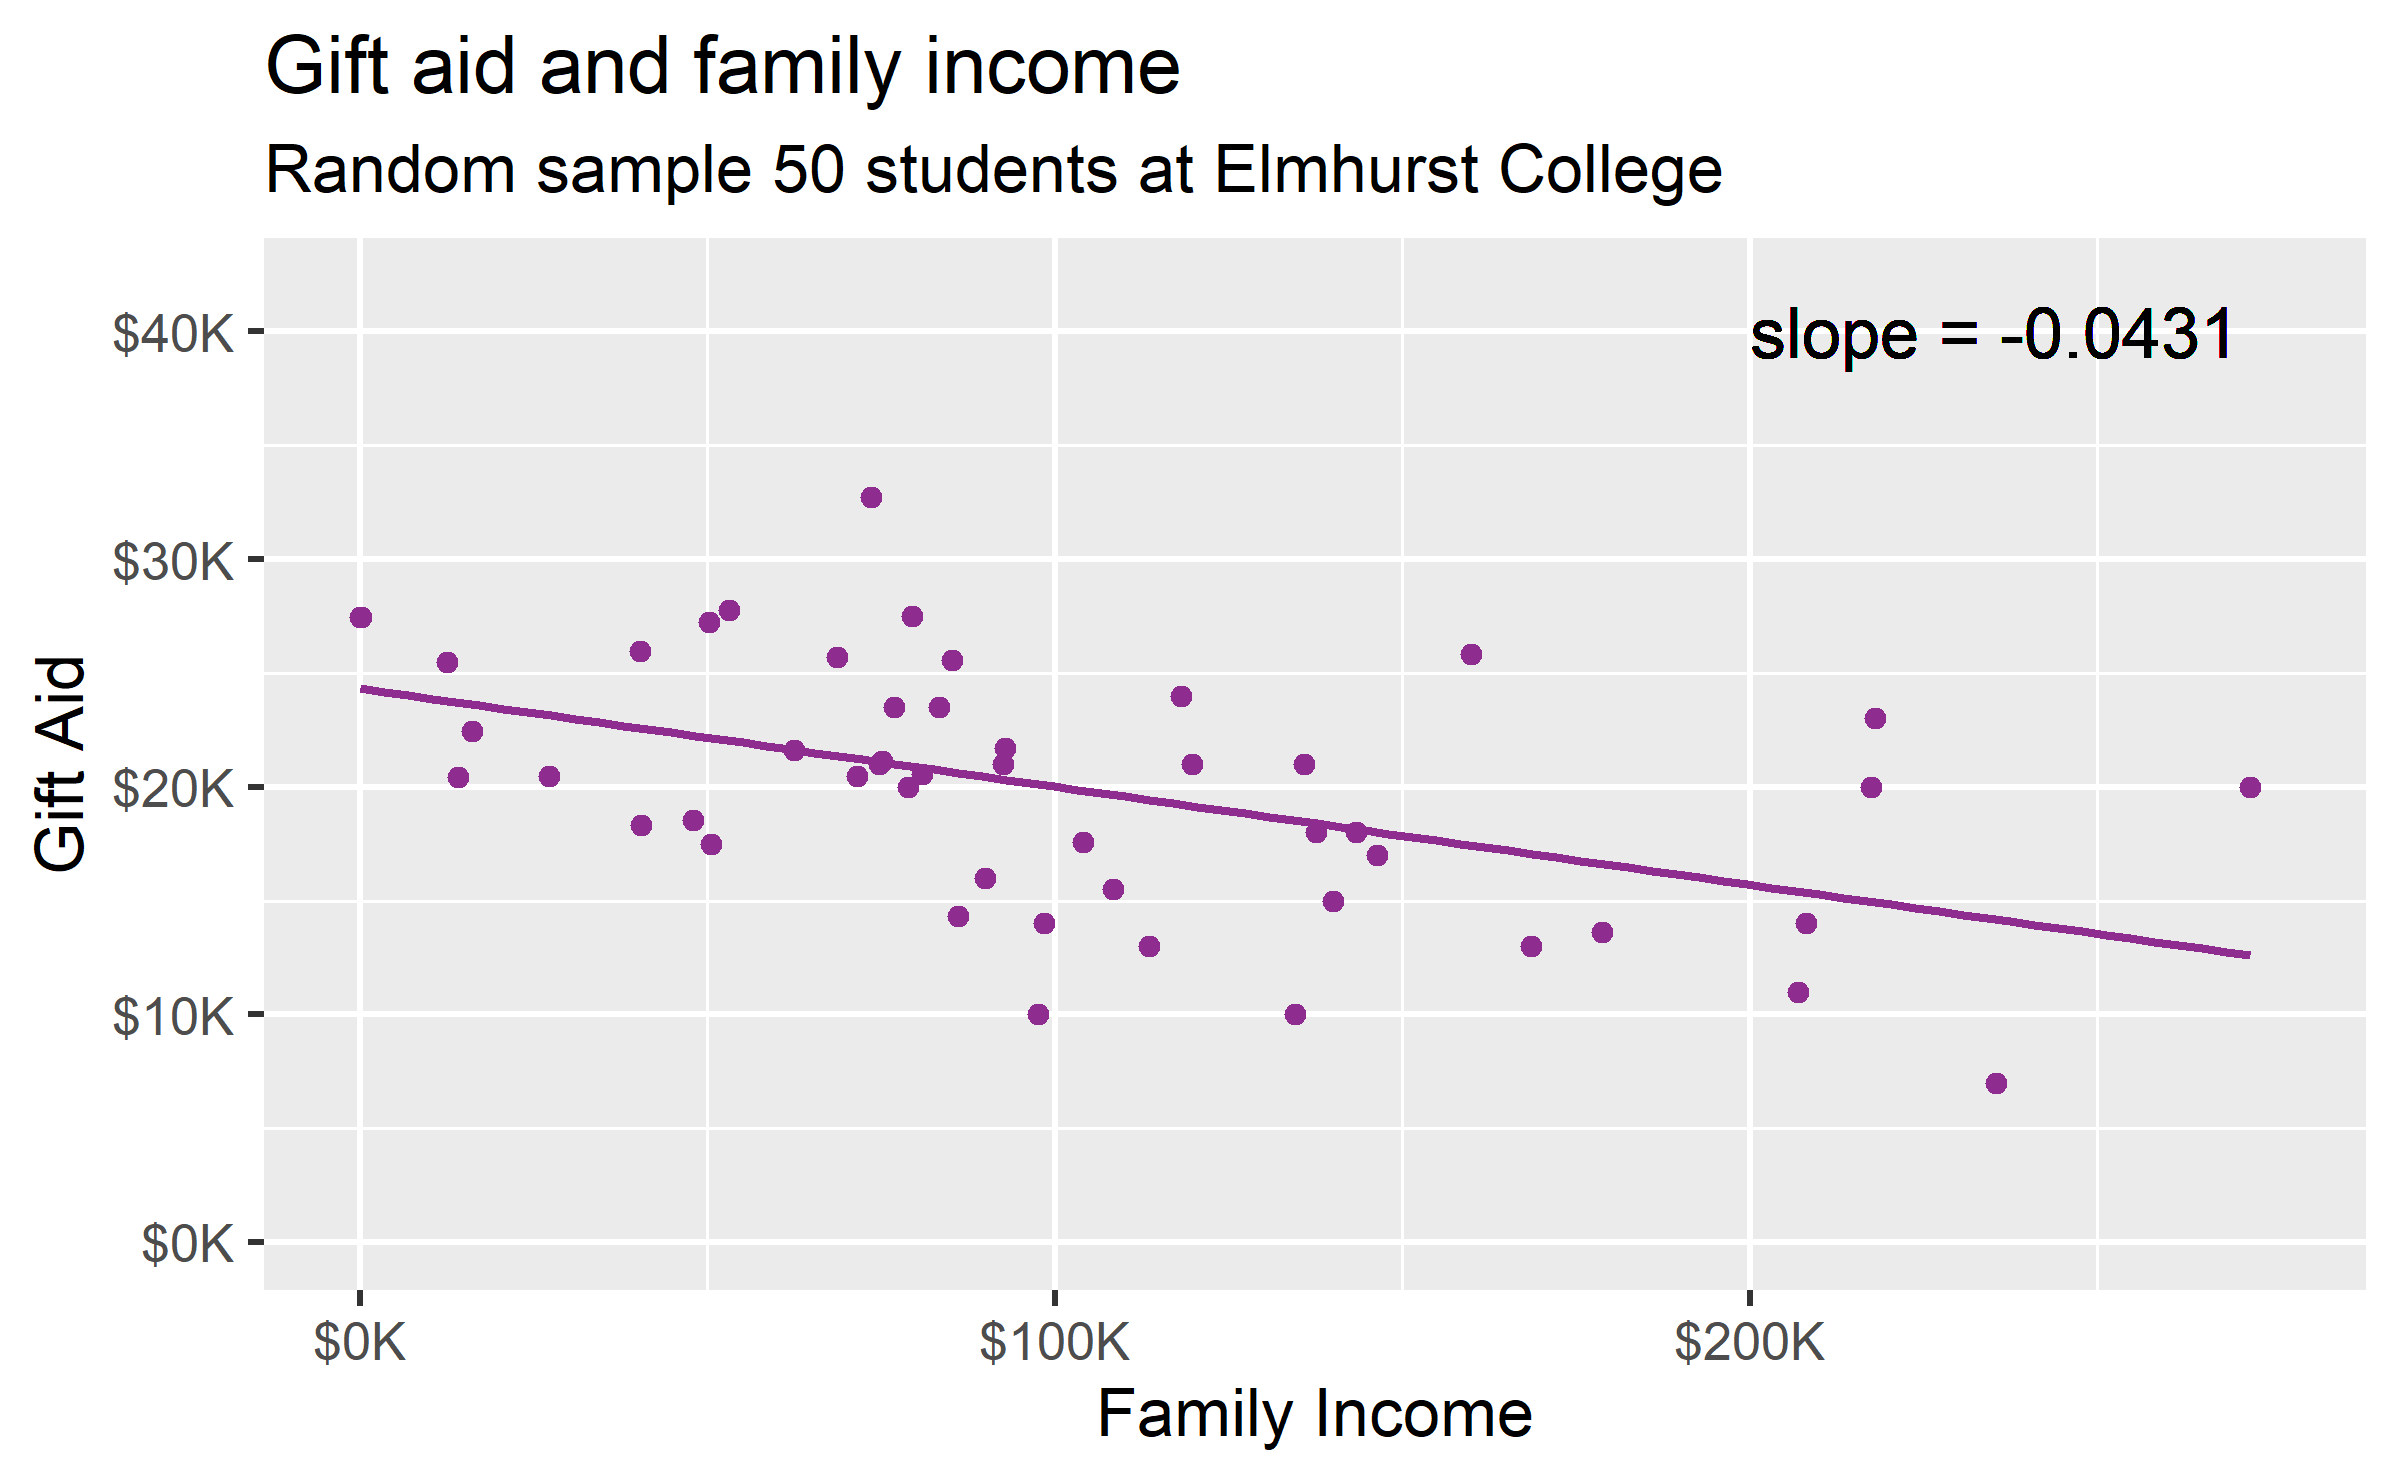 Gift aid and family income
Random sample 50 students at Elmhurst College
slope = -0.0431
$40K
$30K
$20K
$10K
$0K
Gift Aid
$0K
$100K
$200K
Family Income